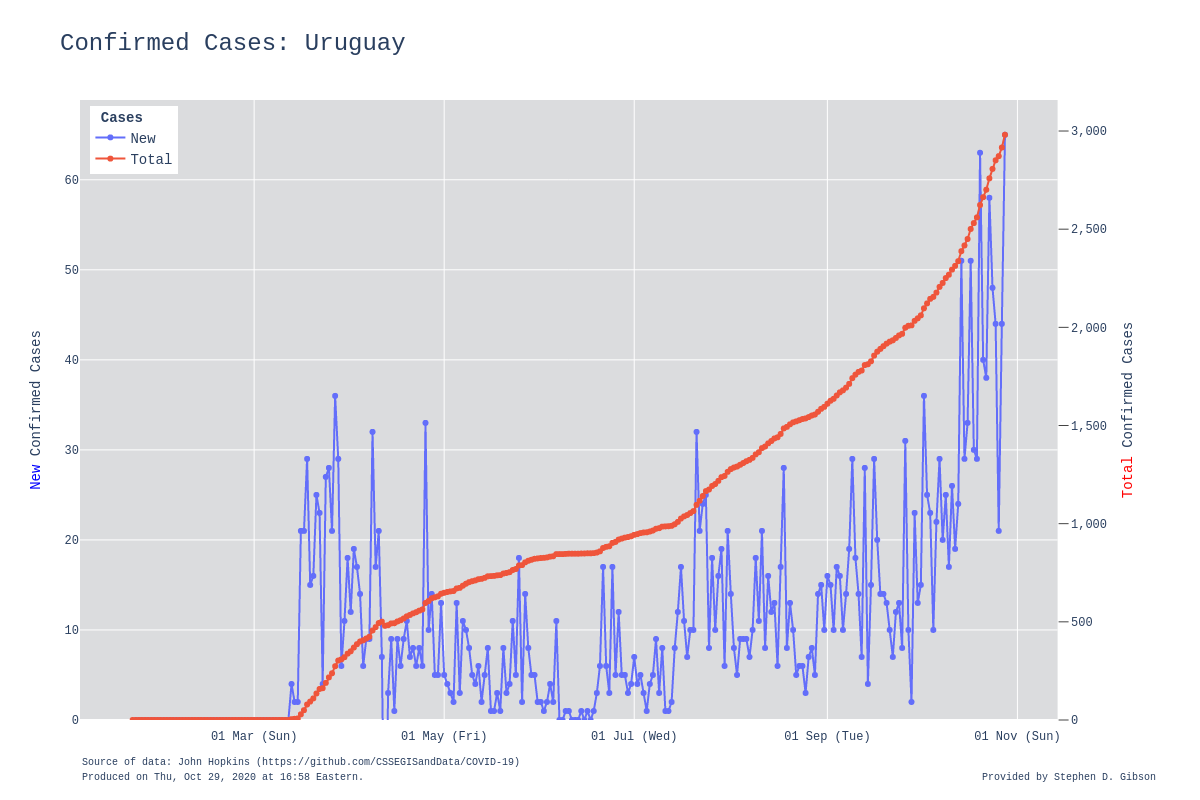 Confirmed Cases: Uruguay
Cases
New
Total
60
50
40
30
20
10
0
New Confirmed Cases
3,000
2,500
2,000
1,500
1,000
500
0
Total Confirmed Cases
01 Mar (Sun)
01 May (Fri)
01 Jul (Wed)
01 Sep (Tue)
01 Nov (Sun)
Source of data: John Hopkins (https://github.com/CSSEGISandData/COVID-19)
Produced on Thu, Oct 29, 2020 at 16:58 Eastern.
Provided by Stephen D. Gibson